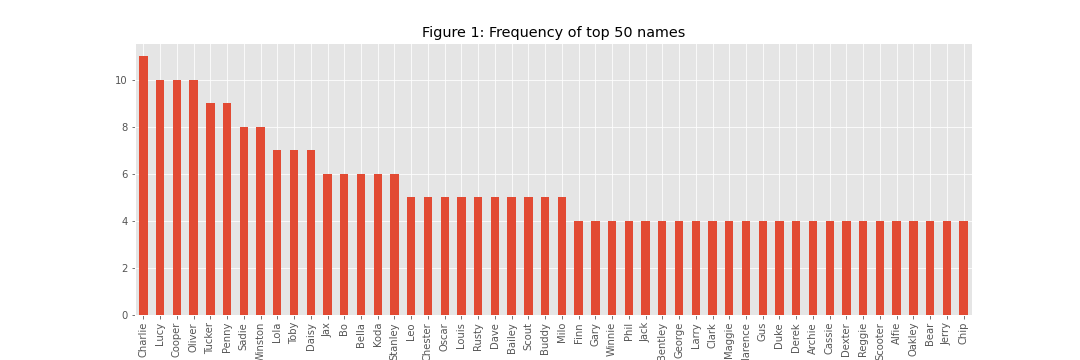 Figure 1: Frequency of top 50 names
10
8
6
4
2
0
Charlie
Lucy
Cooper
Oliver
Tucker
Penny
Sadie
Winston
Lola
Toby
Daisy
Jax
Bo
Bella
Koda
Stanley
Leo
Chester
Oscar
Louis
Rusty
Dave
Bailey
Scout
Buddy
Milo
Finn
Gary
Winnie
Phil
Jack
Bentley
George
Larry
Clark
Maggie
larence
Gus
Duke
Derek
Archie
Cassie
Dexter
Reggie
Scooter
Alfie
Oakley
Bear
Jerry
Chip